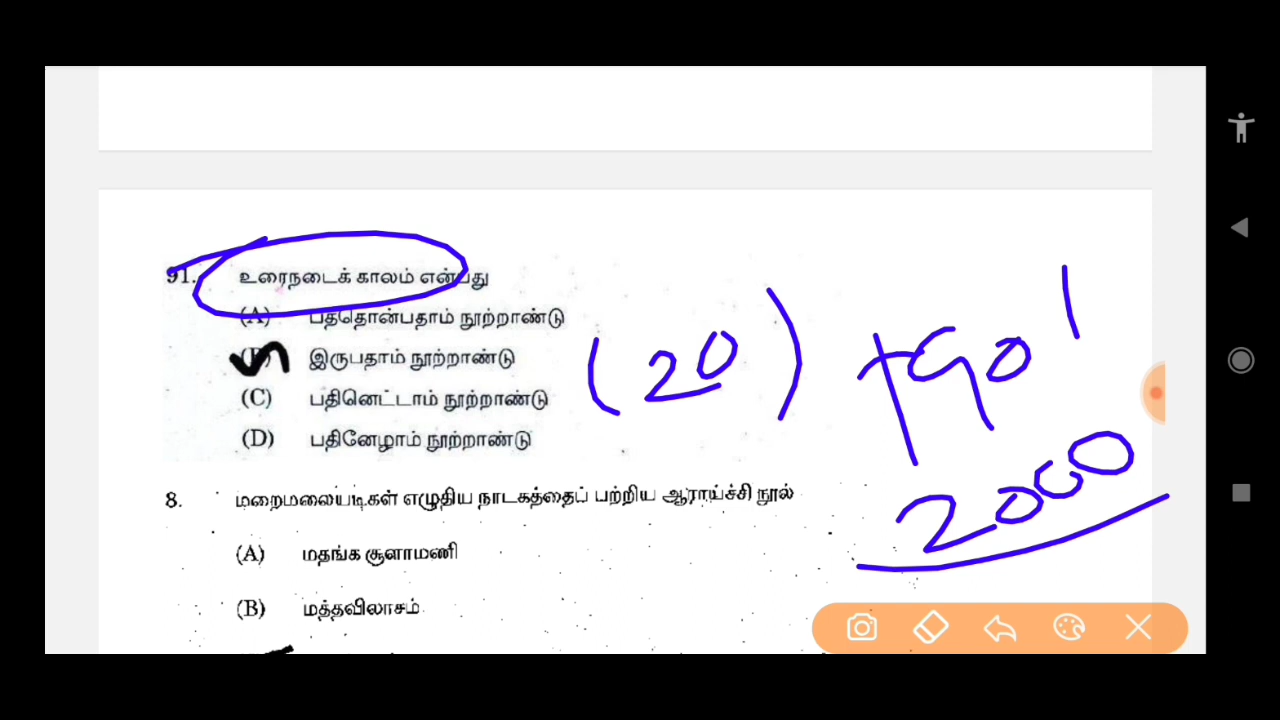 91. உரைநடைக் காலம் என்பது
(A) பத்தொன்பதாம் நூற்றாண்டு
(B) இருபதாம் நூற்றாண்டு
(C) பதினெட்டாம் நூற்றாண்டு
(D) பதினேழாம் நூற்றாண்டு
(20)
1901
2000
8. மறைமலையடிகள் எழுதிய நாடகத்தைப் பற்றிய ஆராய்ச்சி நூல்
(A) மதங்க சூளாமணி
(B) மத்தவிலாசம்